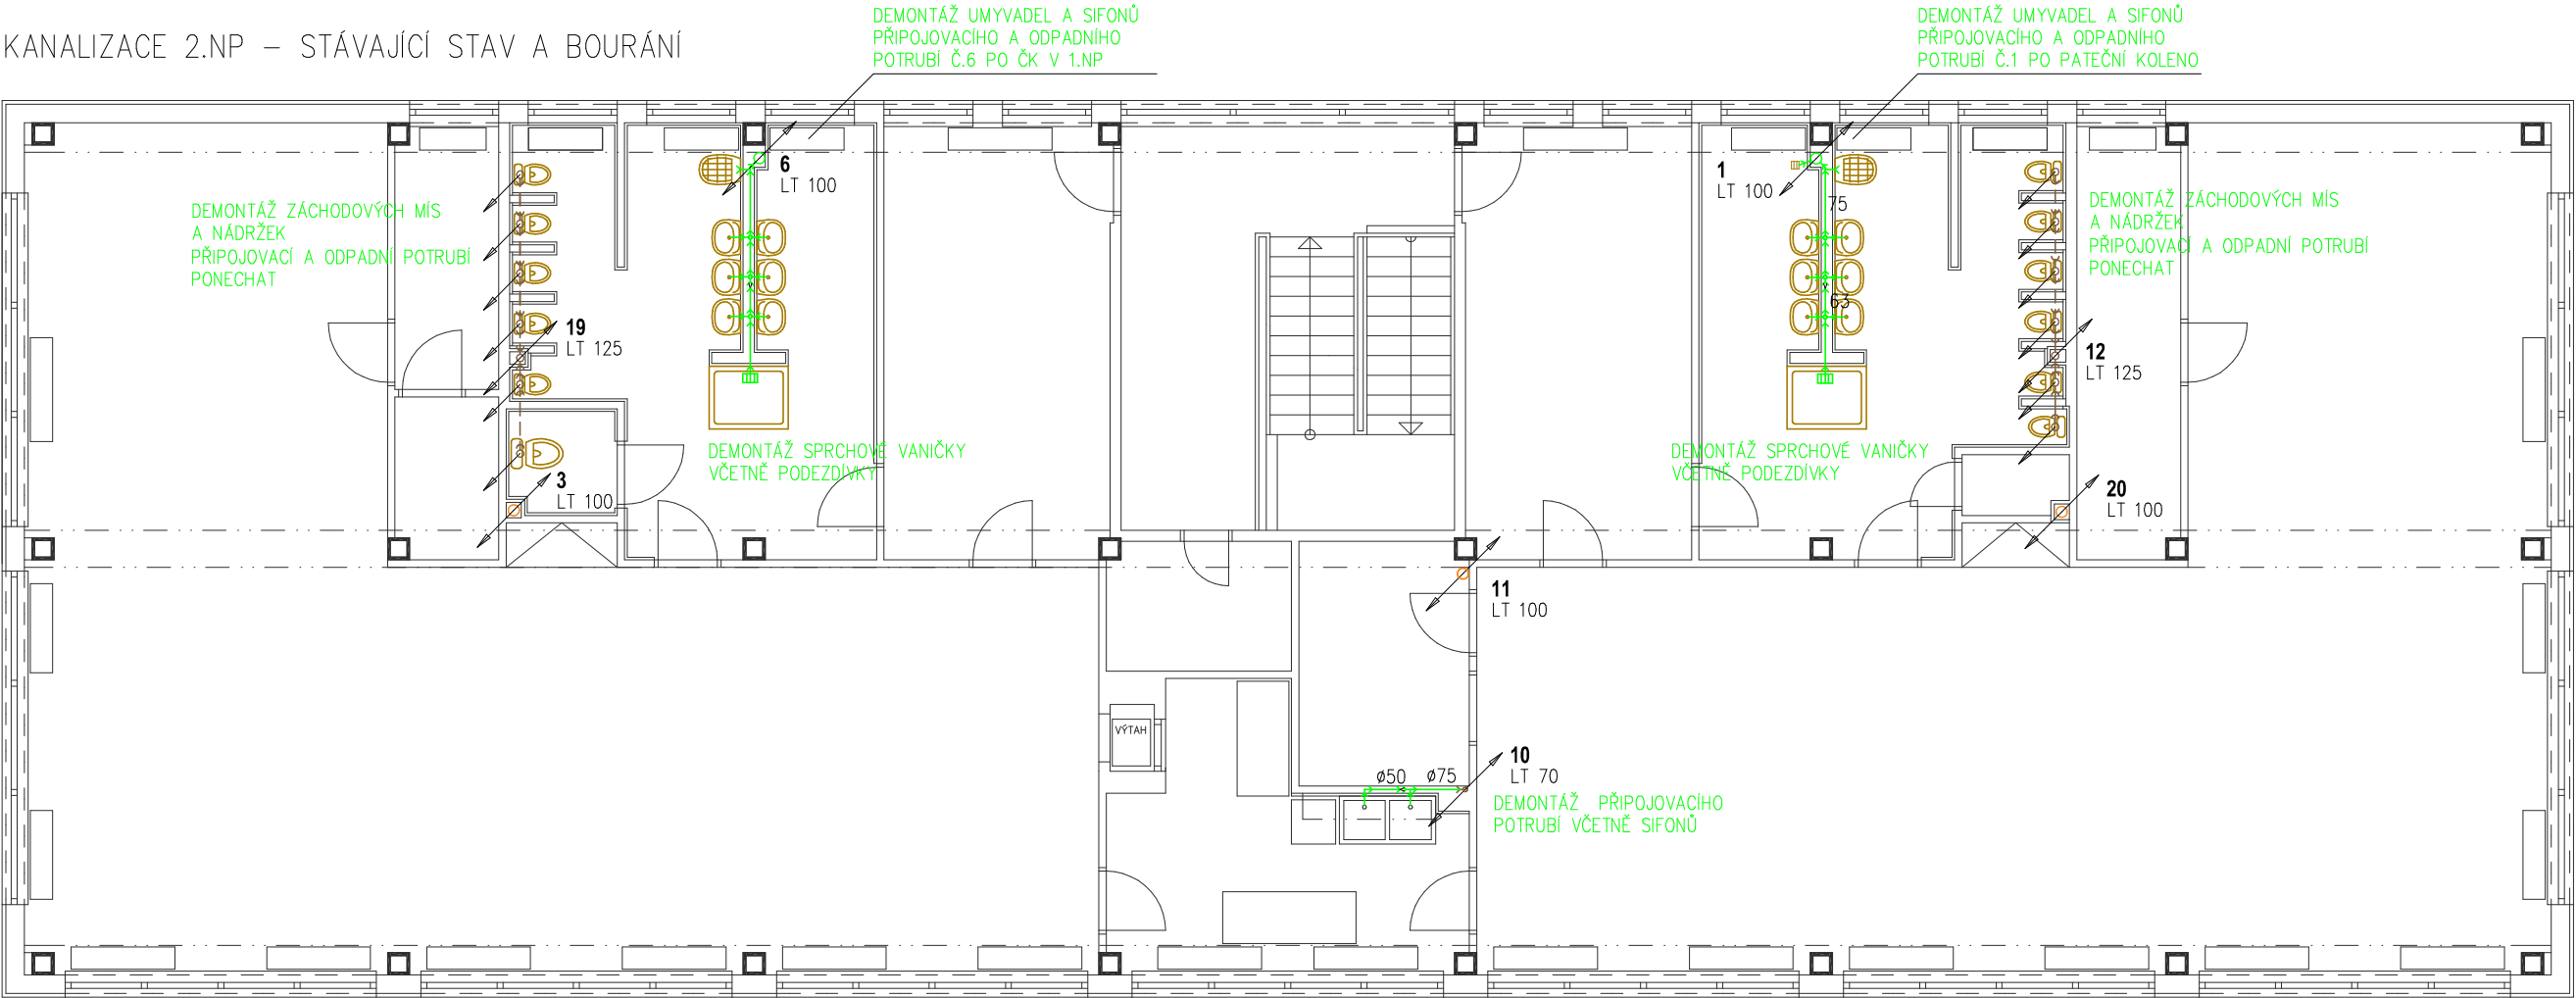 KANALIZACE 2.NP – STÁVAJÍCÍ STAV A BOURÁNÍ
DEMONTÁŽ UMYVADEL A SIFONŮ
PŘIPOJOVACÍHO A ODPADNÍHO
POTRUBÍ Č.6 PO ČK V 1.NP
DEMONTÁŽ UMYVADEL A SIFONŮ
PŘIPOJOVACÍHO A ODPADNÍHO
POTRUBÍ Č.1 PO PATEČNÍ KOLENO
6
LT 100
1
LT 100
75
63
DEMONTÁŽ ZÁCHODOVÝCH MÍS
A NÁDRŽEK
PŘIPOJOVACÍ A ODPADNÍ POTRUBÍ
PONECHAT
DEMONTÁŽ ZÁCHODOVÝCH MÍS
A NÁDRŽEK
PŘIPOJOVACÍ A ODPADNÍ POTRUBÍ
PONECHAT
19
LT 125
12
LT 125
DEMONTÁŽ SPRCHOVÉ VANIČKY
VČETNĚ PODEZDÍVKY
DEMONTÁŽ SPRCHOVÉ VANIČKY
VČETNĚ PODEZDÍVKY
3
LT 100
20
LT 100
11
LT 100
VÝTAH
ø50 ø75
10
LT 70
DEMONTÁŽ PŘIPOJOVACÍHO
POTRUBÍ VČETNĚ SIFONŮ